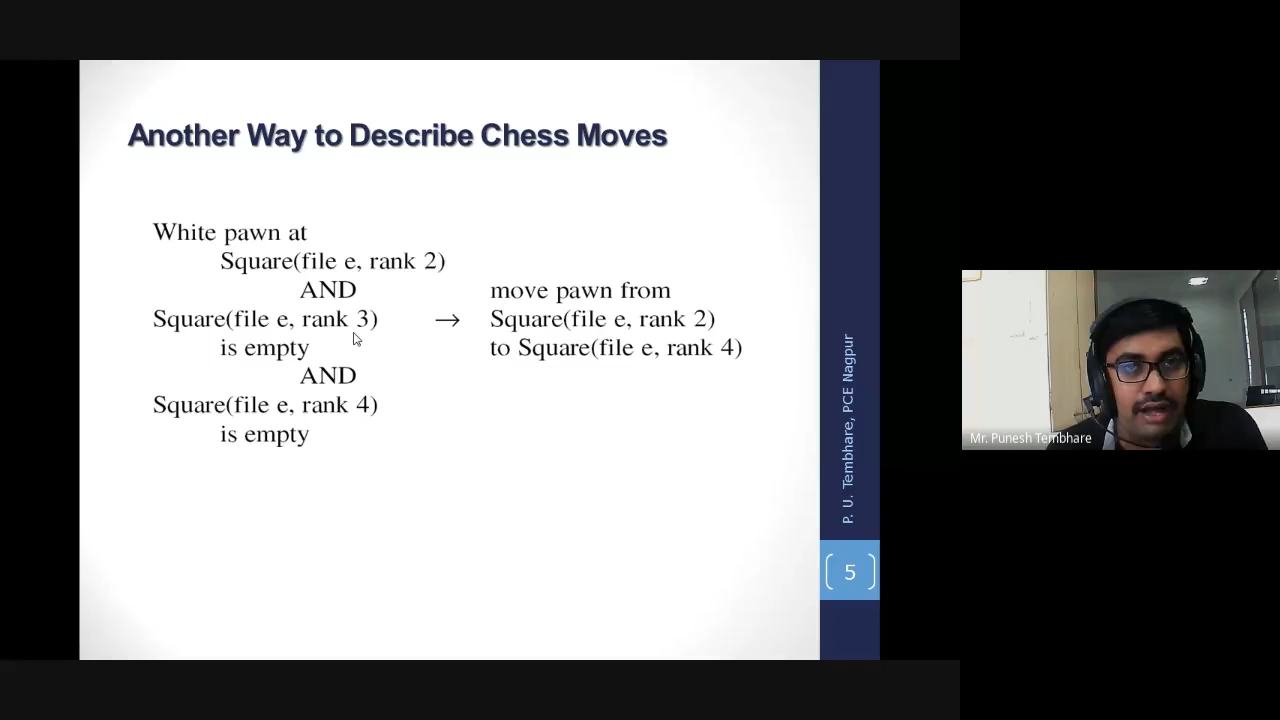 Another Way to Describe Chess Moves
White pawn at
Square(file e, rank 2)
AND
Square(file e, rank 3)
is empty
AND
Square(file e, rank 4)
is empty
→
move pawn from
Square(file e, rank 2)
to Square(file e, rank 4)
P. U. Tembhare, PCE Nagpur
5
Mr. Punesh Tembhare